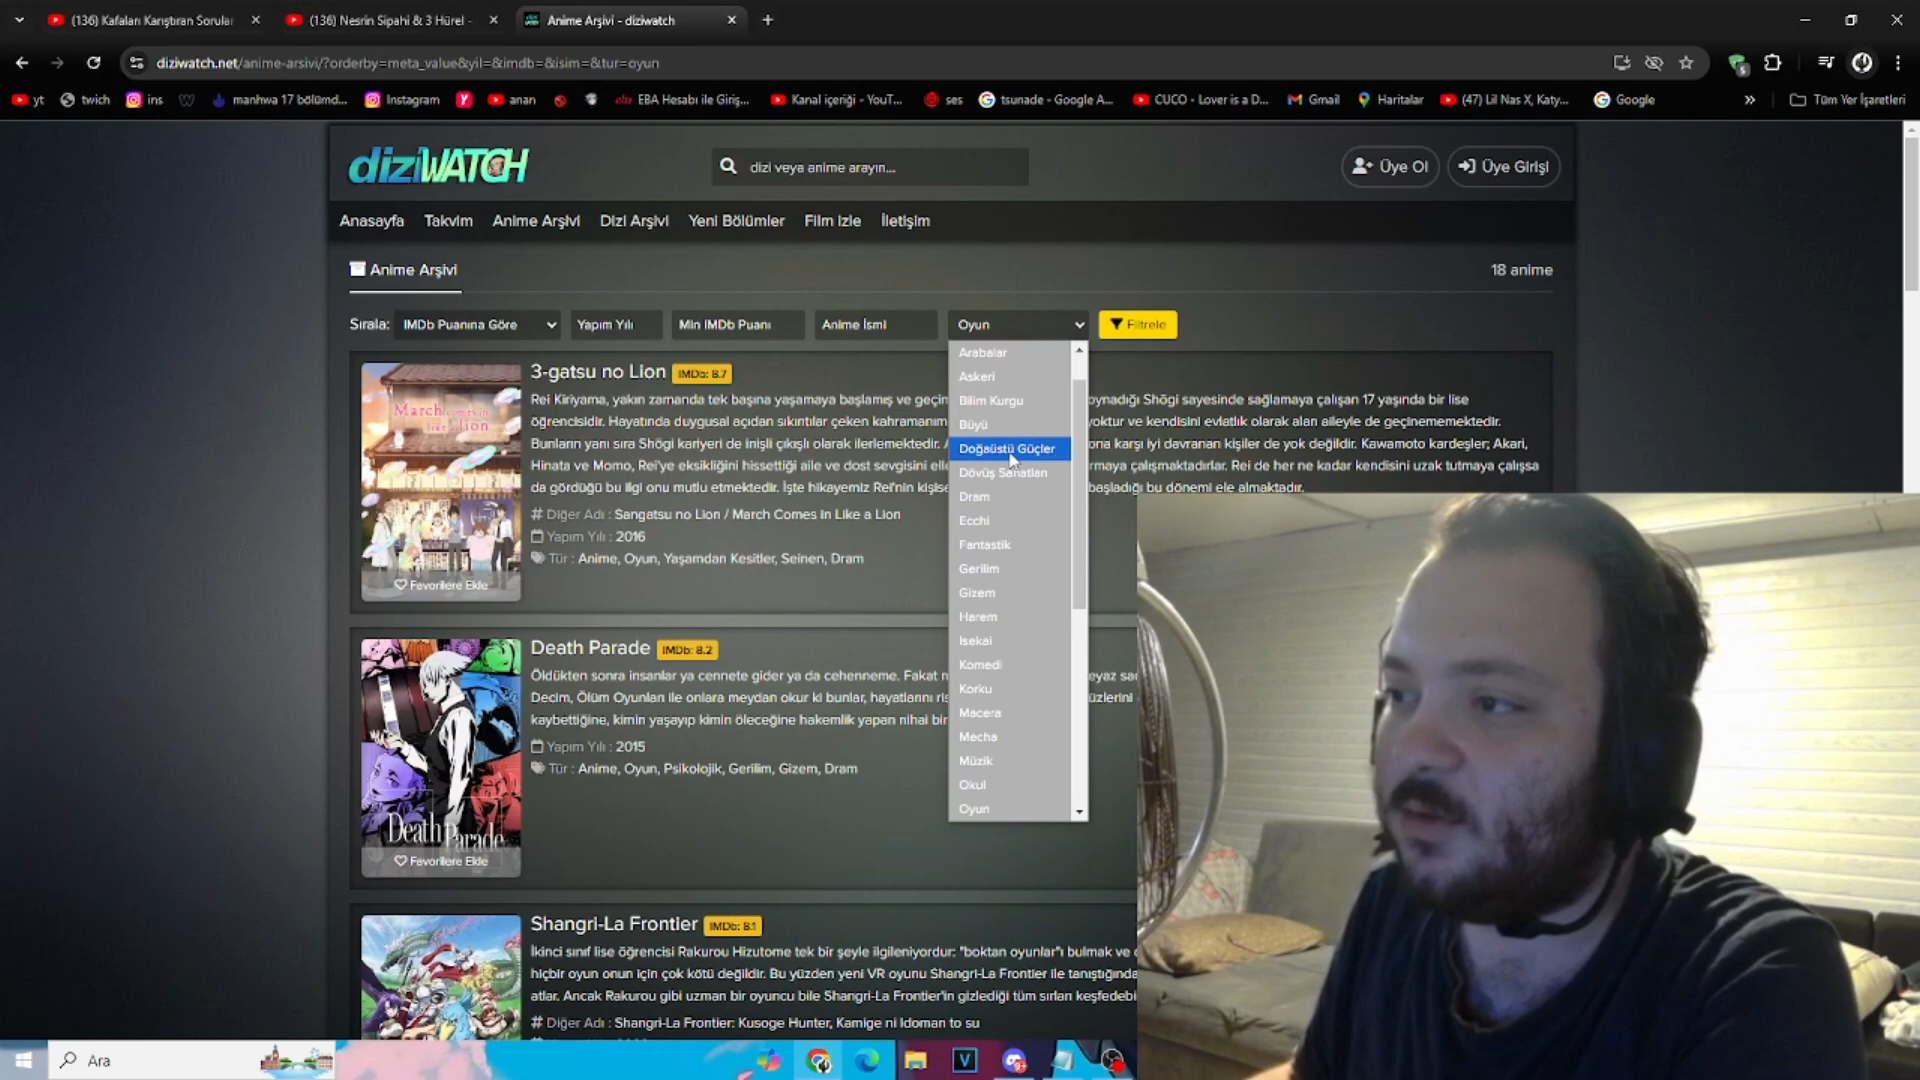 (136) Kafaları Karıştıran Sorular
(136) Nesrin Sipahi & 3 Hürel -
Anime Arşivi - diziwatch
diziwatch.net/anime-arsivi/?orderby=meta_value&yil=&imdb=&isim=&tur=oyun
yt
twich
ins
manhwa 17 bölümd...
Instagram
anan
EBA Hesabı ile Giriş...
Kanal içeriği - YouT...
ses
tsunade - Google A...
CUCO - Lover is a D...
Gmail
Haritalar
(47) Lil Nas X, Katy...
Google
Tüm Yer İşaretleri
diziWATCH
dizi veya anime arayın...
Üye Ol
Üye Girişi
Anasayfa Takvim Anime Arşivi Dizi Arşivi Yeni Bölümler Film İzle İletişim
Anime Arşivi
18 anime
Sırala: IMDb Puanına Göre
Yapım Yılı
Min IMDb Puanı
Anime İsmi
Oyun
Filtrele
Arabalar
Askeri
Bilim Kurgu
Büyü
Doğaüstü Güçler
Dövüş Sanatları
Dram
Ecchi
Fantastik
Gerilim
Gizem
Harem
Isekai
Komedi
Korku
Macera
Mecha
Müzik
Okul
Oyun
March comes in
like a lion
Favorilere Ekle
3-gatsu no Lion IMDb: 8.7
Rei Kiriyama, yakın zamanda tek başına yaşamaya başlamış ve geçin oynadığı Shōgi sayesinde sağlamaya çalışan 17 yaşında bir lise
öğrencisidir. Hayatında duygusal açıdan sıkıntılar çeken kahramanım yoktur ve kendisini evlatlık olarak alan aileyle de geçinememektedir.
Bunların yanı sıra Shōgi kariyeri de inişli çıkışlı olarak ilerlemektedir. A ona karşı iyi davranan kişiler de yok değildir. Kawamoto kardeşler; Akari,
Hinata ve Momo, Rei'ye eksikliğini hissettiği aile ve dost sevgisini elle rmaya çalışmaktadırlar. Rei de her ne kadar kendisini uzak tutmaya çalışsa
da gördüğü bu ilgi onu mutlu etmektedir. İşte hikayemiz Rei'nin kişise başladığı bu dönemi ele almaktadır.
Diğer Adı : Sangatsu no Lion / March Comes In Like a Lion
Yapım Yılı : 2016
Tür : Anime, Oyun, Yaşamdan Kesitler, Seinen, Dram
Death Parade
Favorilere Ekle
Death Parade IMDb: 8.2
Öldükten sonra insanlar ya cennete gider ya da cehenneme. Fakat n eyaz saç
Decim, Ölüm Oyunları ile onlara meydan okur ki bunlar, hayatlarını ris üzlerini
kaybettiğine, kimin yaşayıp kimin öleceğine hakemlik yapan nihai bir
Yapım Yılı : 2015
Tür : Anime, Oyun, Psikolojik, Gerilim, Gizem, Dram
Shangri-La Frontier IMDb: 8.1
İkinci sınıf lise öğrencisi Rakurou Hizutome tek bir şeyle ilgileniyordur: "boktan oyunlar"ı bulmak ve
hiçbir oyun onun için çok kötü değildir. Bu yüzden yeni VR oyunu Shangri-La Frontier ile tanıştığında
atlar. Ancak Rakurou gibi uzman bir oyuncu bile Shangri-La Frontier'in gizlediği tüm sırları keşfedebi
Diğer Adı : Shangri-La Frontier: Kusoge Hunter, Kamige ni Idoman to su
Ara